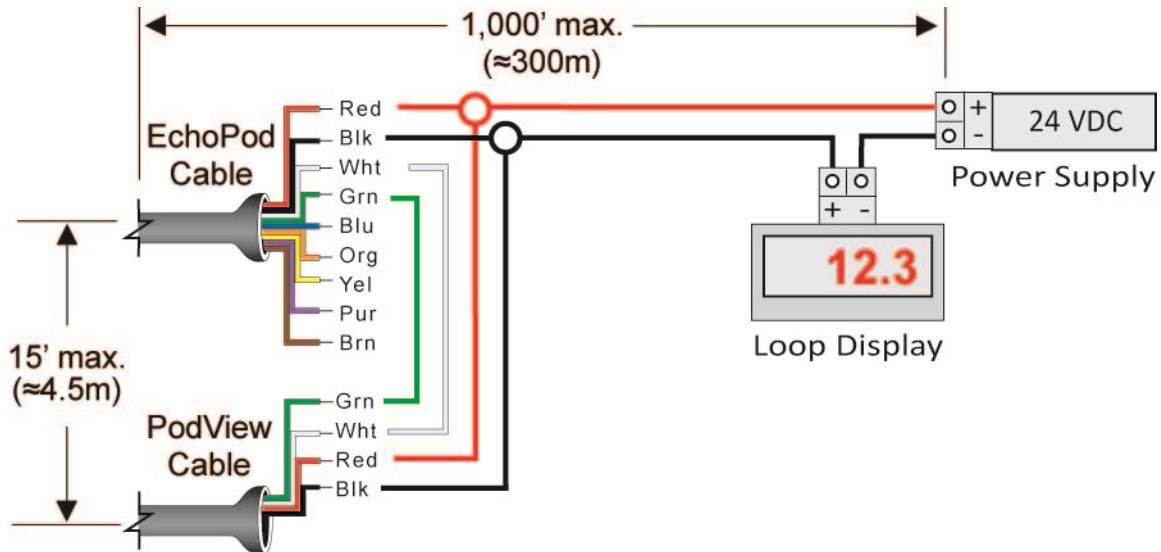 1,000’ max.
(≈300m)
EchoPod
Cable
Red
Blk
Wht
Grn
Blu
Org
Yel
Pur
Brn
+
-
24 VDC
Power Supply
+ -
12.3
Loop Display
15’ max.
(≈4.5m)
PodView
Cable
Grn
Wht
Red
Blk